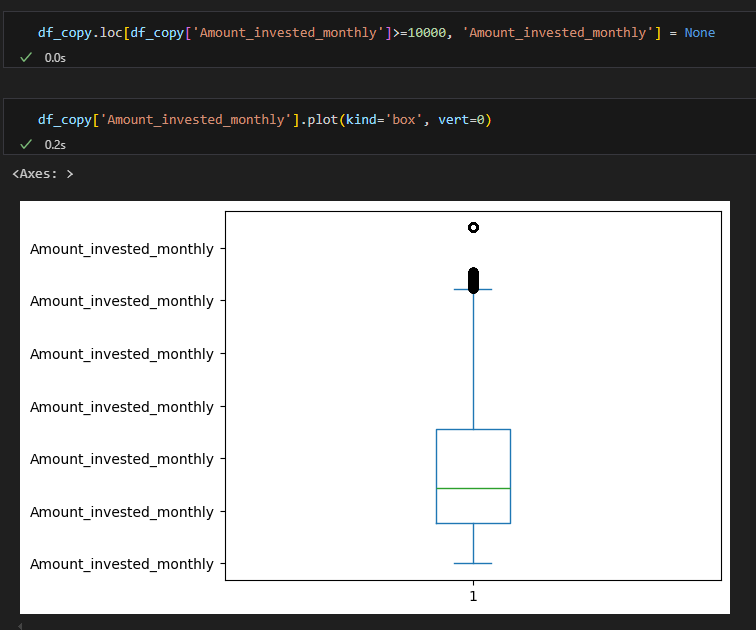 df_copy.loc[df_copy['Amount_invested_monthly']>=10000, 'Amount_invested_monthly'] = None
0.0s
df_copy['Amount_invested_monthly'].plot(kind='box', vert=0)
0.2s
<Axes: >
Amount_invested_monthly
Amount_invested_monthly
Amount_invested_monthly
Amount_invested_monthly
Amount_invested_monthly
Amount_invested_monthly
Amount_invested_monthly
1